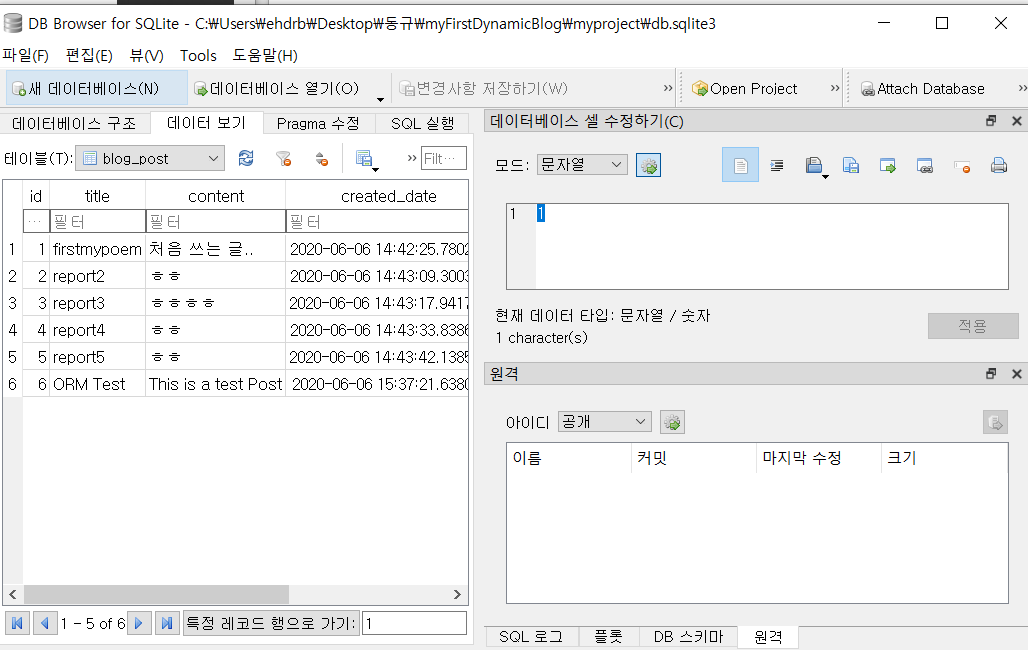 DB Browser for SQLite - C:₩Users₩ehdrb₩Desktop₩동규₩myFirstDynamicBlog₩myproject₩db.sqlite3
파일(F) 편집(E) 뷰(V) Tools 도움말(H)
새 데이터베이스(N) 데이터베이스 열기(O) 변경사항 저장하기(W) » Open Project » Attach Database »
데이터베이스 구조 데이터 보기 Pragma 수정 SQL 실행
테이블(T): blog_post » Filt...
id title content created_date
... 필터 필터 필터
1 1 firstmypoem 처음 쓰는 글.. 2020-06-06 14:42:25.7802
2 2 report2 ㅎㅎ 2020-06-06 14:43:09.3003
3 3 report3 ㅎㅎㅎㅎ 2020-06-06 14:43:17.9417
4 4 report4 ㅎㅎ 2020-06-06 14:43:33.8386
5 5 report5 ㅎㅎ 2020-06-06 14:43:42.1385
6 6 ORM Test This is a test Post 2020-06-06 15:37:21.6380
1 - 5 of 6 특정 레코드 행으로 가기: 1
데이터베이스 셀 수정하기(C)
모드: 문자열
1 1
현재 데이터 타입: 문자열 / 숫자
1 character(s)
적용
원격
아이디 공개
이름 커밋 마지막 수정 크기
SQL 로그 플롯 DB 스키마 원격